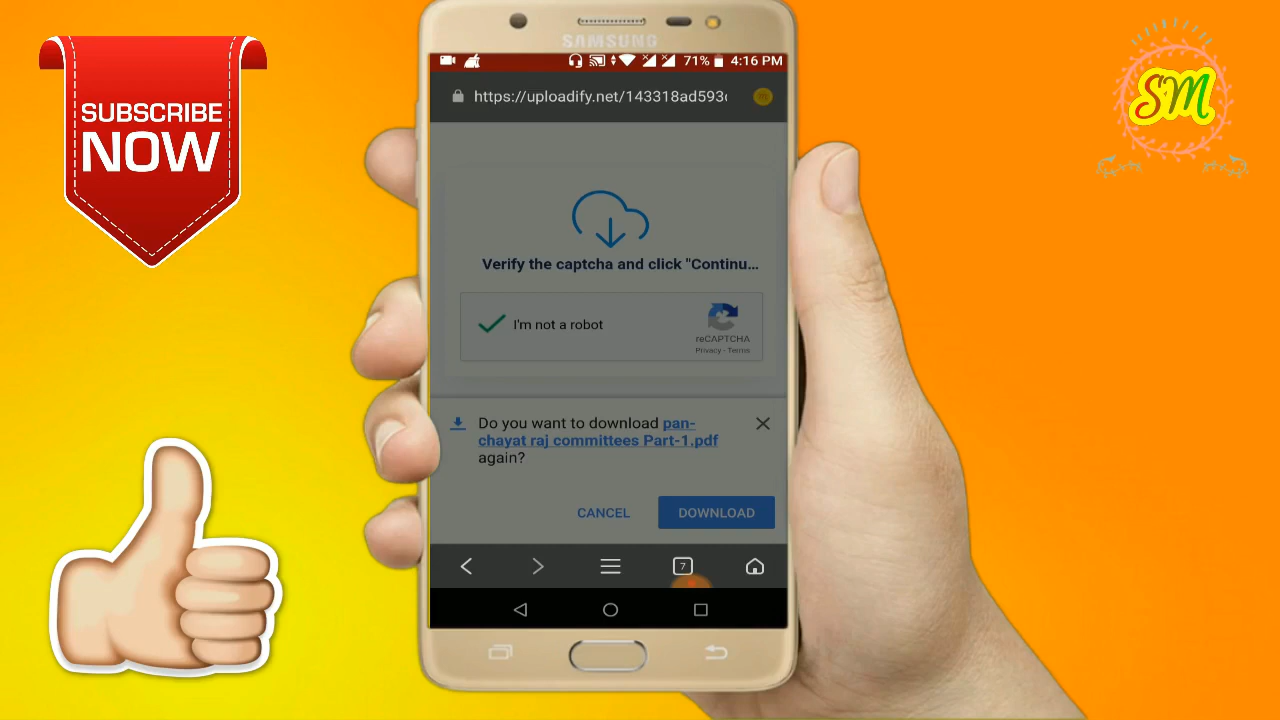 SUBSCRIBE
NOW
SAMSUNG
71% 4:16 PM
https://uploadify.net/143318ad593
SM
Verify the captcha and click "Continu...
I'm not a robot
reCAPTCHA
Privacy - Terms
Do you want to download pan-
chayat raj committees Part-1.pdf
again?
CANCEL DOWNLOAD
7